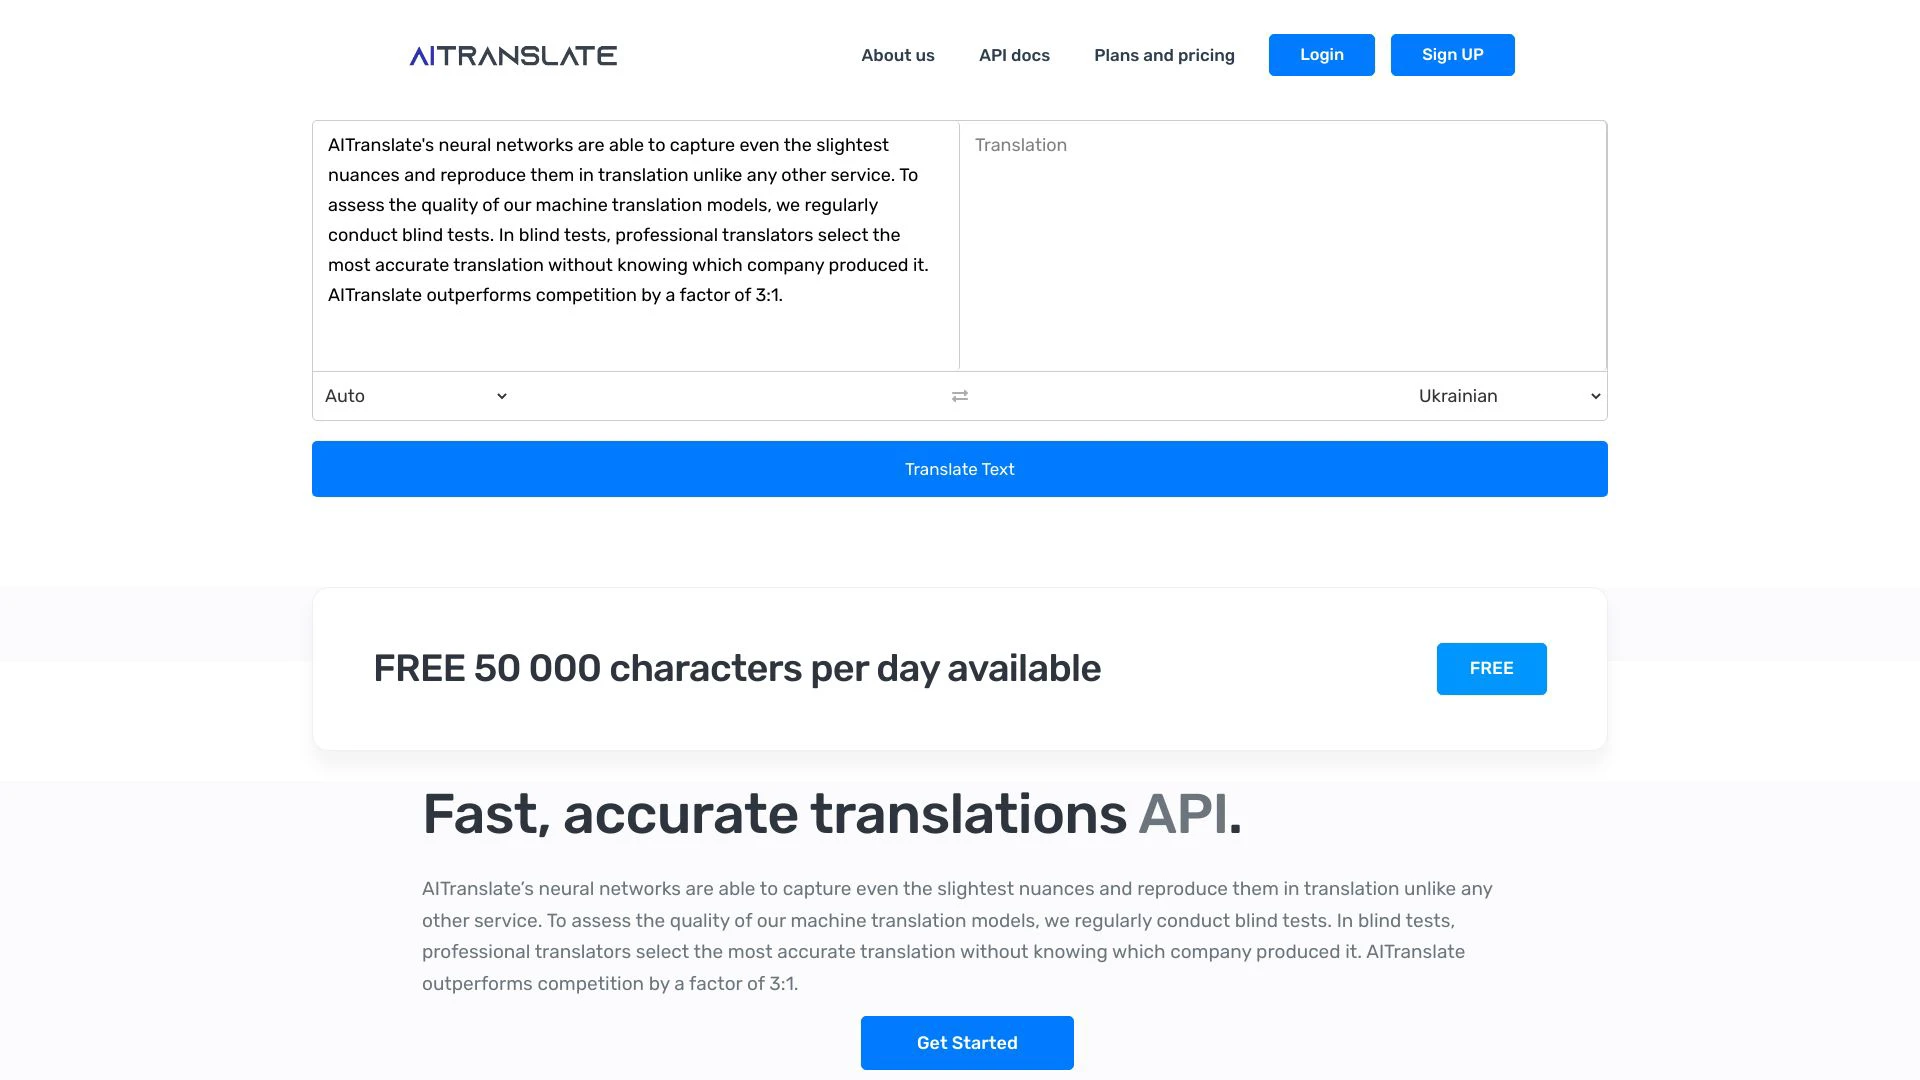 AITRANSLATE
About us
API docs
Plans and pricing
Login
Sign UP
AITranslate's neural networks are able to capture even the slightest
nuances and reproduce them in translation unlike any other service. To
assess the quality of our machine translation models, we regularly
conduct blind tests. In blind tests, professional translators select the
most accurate translation without knowing which company produced it.
AITranslate outperforms competition by a factor of 3:1.
Translation
Auto
Ukrainian
Translate Text
FREE 50 000 characters per day available
FREE
Fast, accurate translations API.
AITranslate’s neural networks are able to capture even the slightest nuances and reproduce them in translation unlike any
other service. To assess the quality of our machine translation models, we regularly conduct blind tests. In blind tests,
professional translators select the most accurate translation without knowing which company produced it. AITranslate
outperforms competition by a factor of 3:1.
Get Started